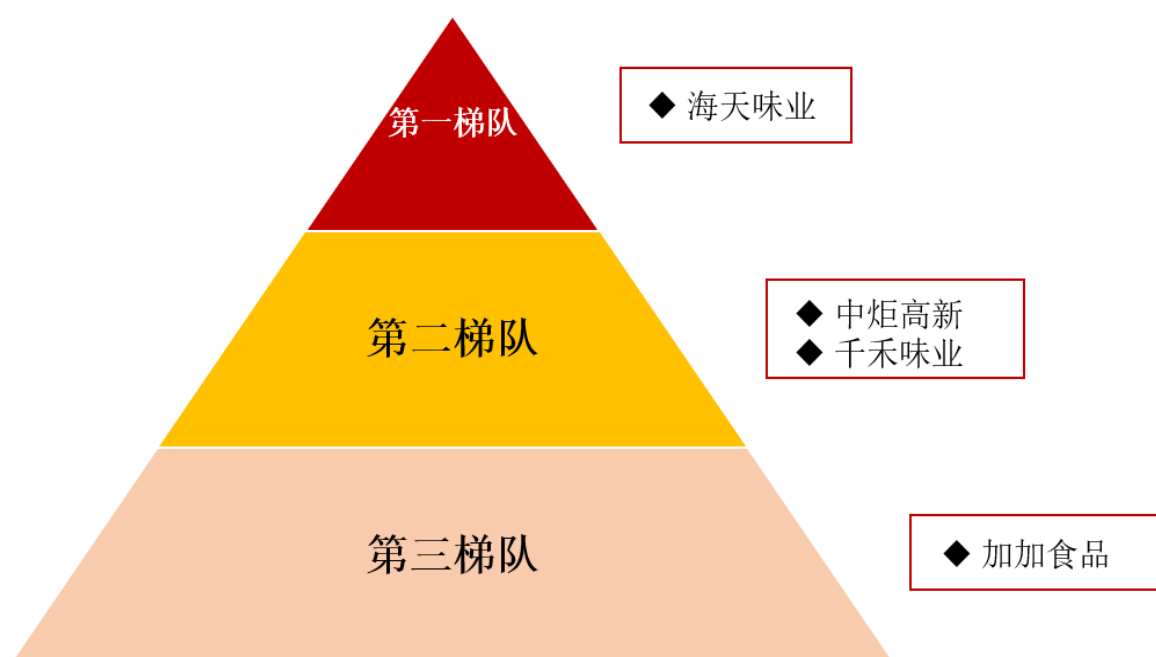 第一梯队
◆ 海天味业
第二梯队
◆ 中炬高新
◆ 千禾味业
第三梯队
◆ 加加食品